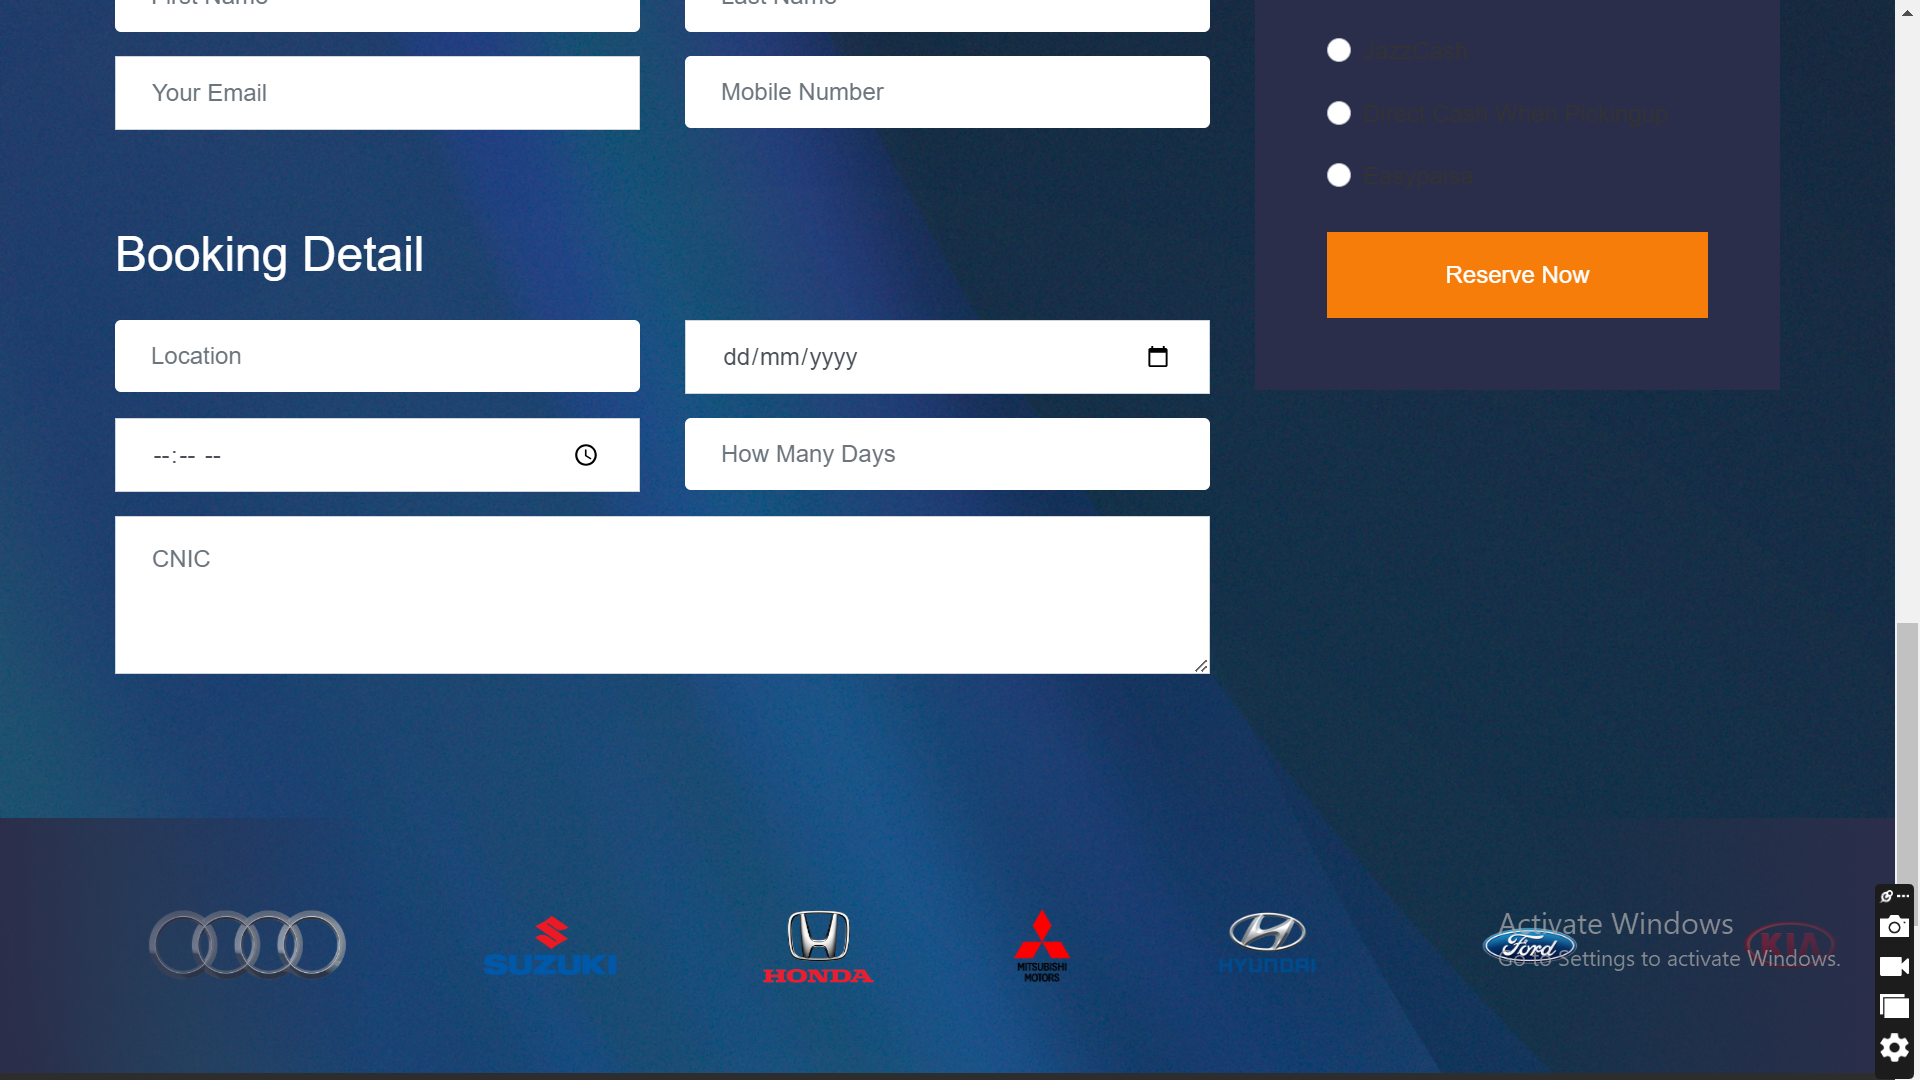 First Name
Last Name
Your Email
Mobile Number
JazzCash
Direct Cash When Pickingup
Easypaisa
Reserve Now
Booking Detail
Location
dd/mm/yyyy
--:-- --
How Many Days
CNIC
SUZUKI
HONDA
MITSUBISHI
MOTORS
HYUNDAI
Ford
KIA
Activate Windows
Go to Settings to activate Windows.